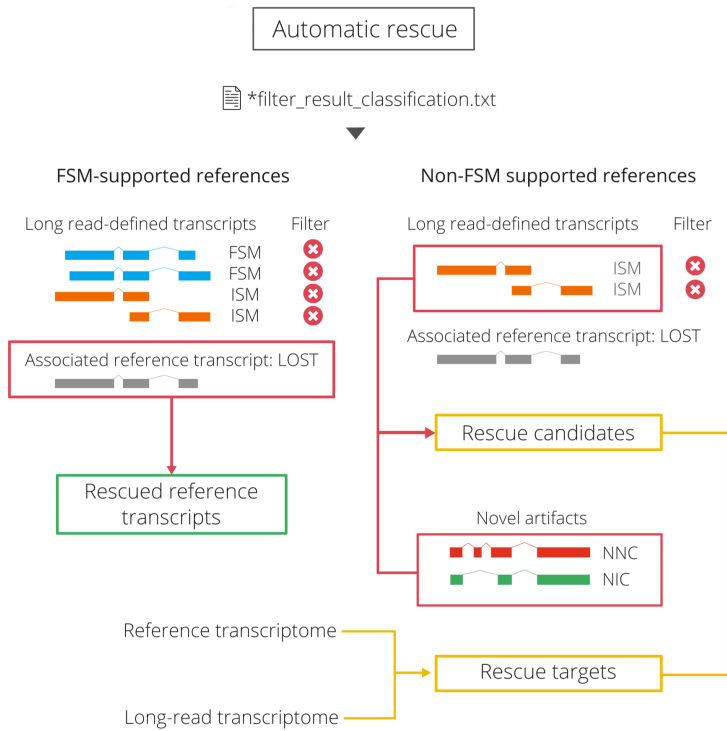 Automatic rescue
*filter_result_classification.txt
FSM-supported references
Long read-defined transcripts Filter
FSM
FSM
ISM
ISM
Associated reference transcript: LOST
Rescued reference
transcripts
Non-FSM supported references
Long read-defined transcripts Filter
ISM
ISM
Associated reference transcript: LOST
Rescue candidates
Novel artifacts
NNC
NIC
Reference transcriptome
Rescue targets
Long-read transcriptome